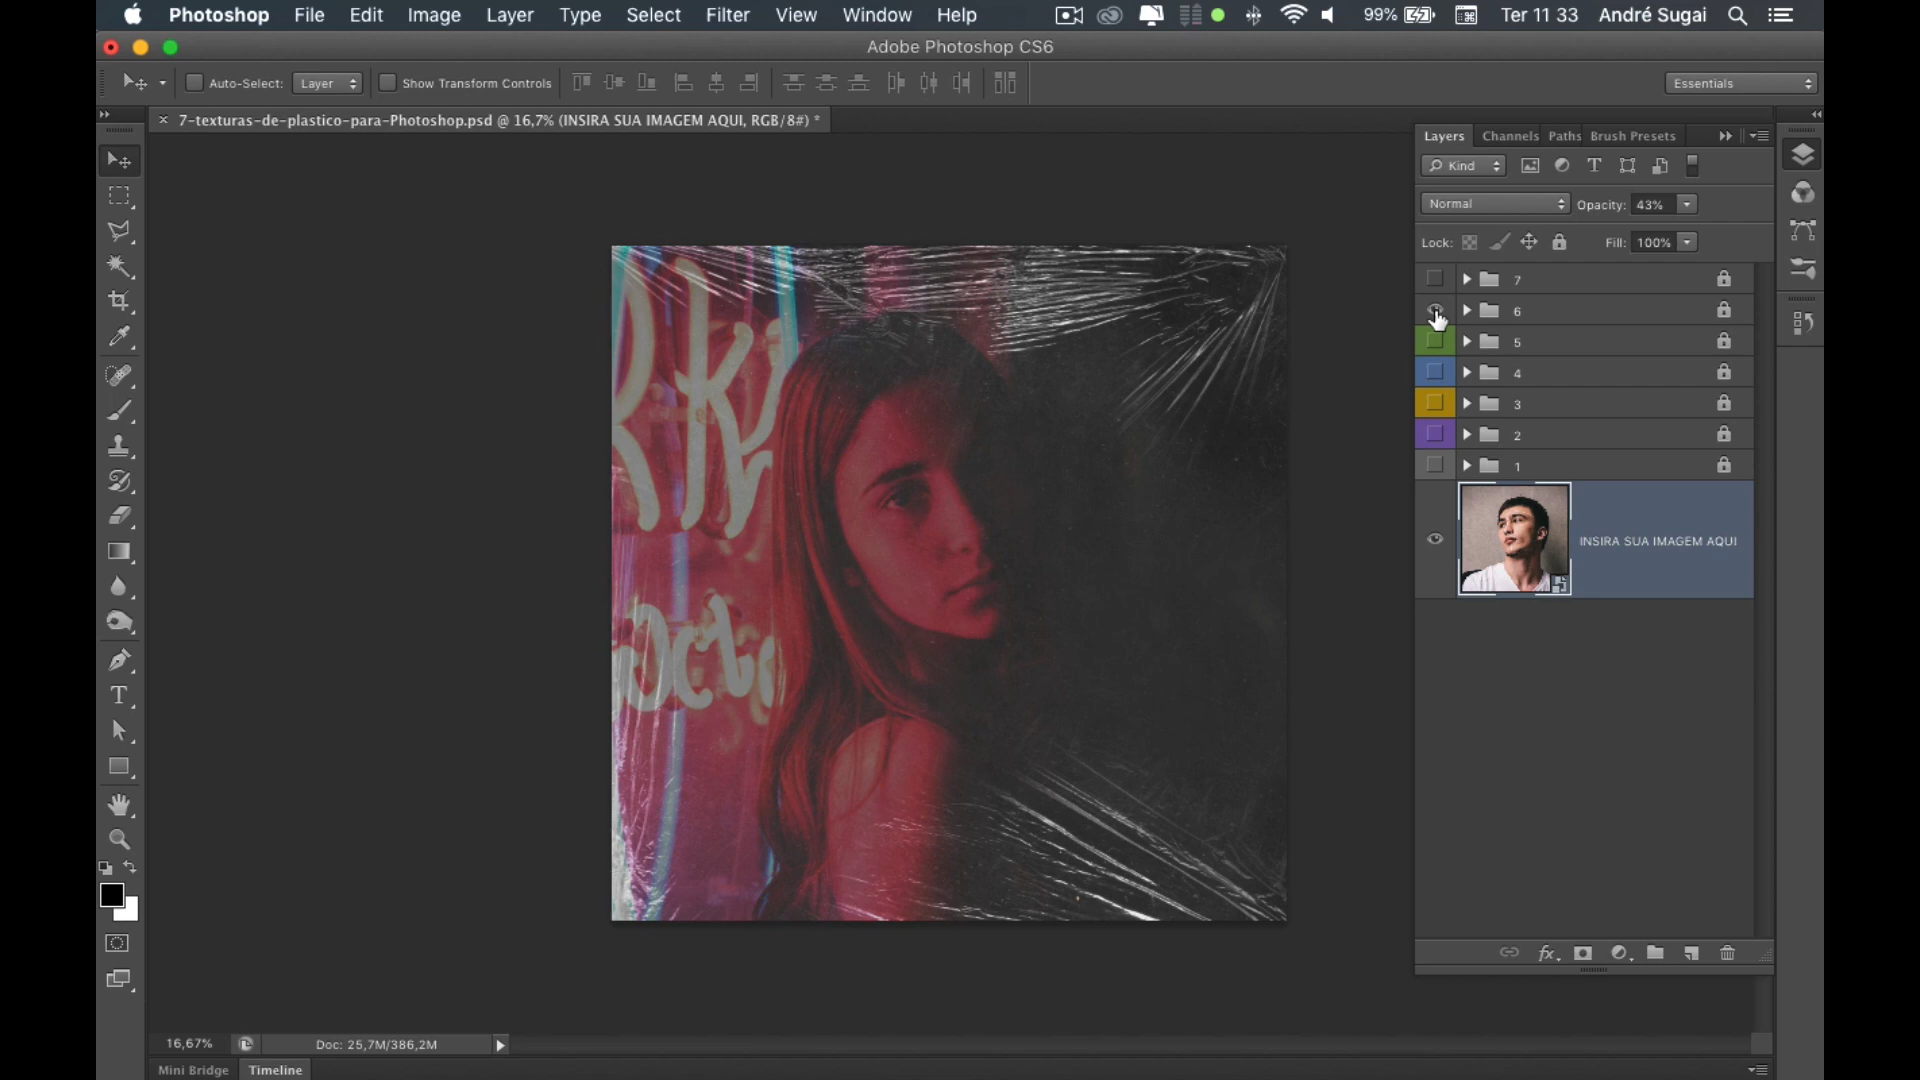 Photoshop File Edit Image Layer Type Select Filter View Window Help 99% Ter 11 33 André Sugai
Adobe Photoshop CS6
Auto-Select: Layer Show Transform Controls Essentials
7-texturas-de-plastico-para-Photoshop.psd @ 16,7% (INSIRA SUA IMAGEM AQUI, RGB/8#) *
Layers Channels Paths Brush Presets
Kind
Normal Opacity: 43%
Lock: Fill: 100%
7
6
5
4
3
2
1
INSIRA SUA IMAGEM AQUI
fx
16,67% Doc: 25,7M/386,2M
Mini Bridge Timeline